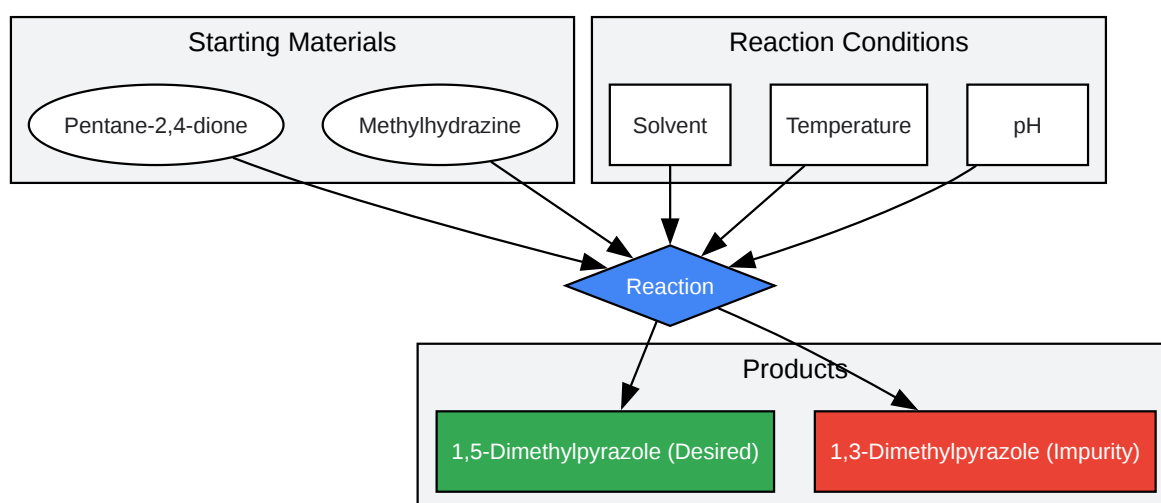 Starting Materials
Reaction Conditions
Pentane-2,4-dione
Methylhydrazine
Solvent
Temperature
pH
Reaction
Products
1,5-Dimethylpyrazole (Desired)
1,3-Dimethylpyrazole (Impurity)